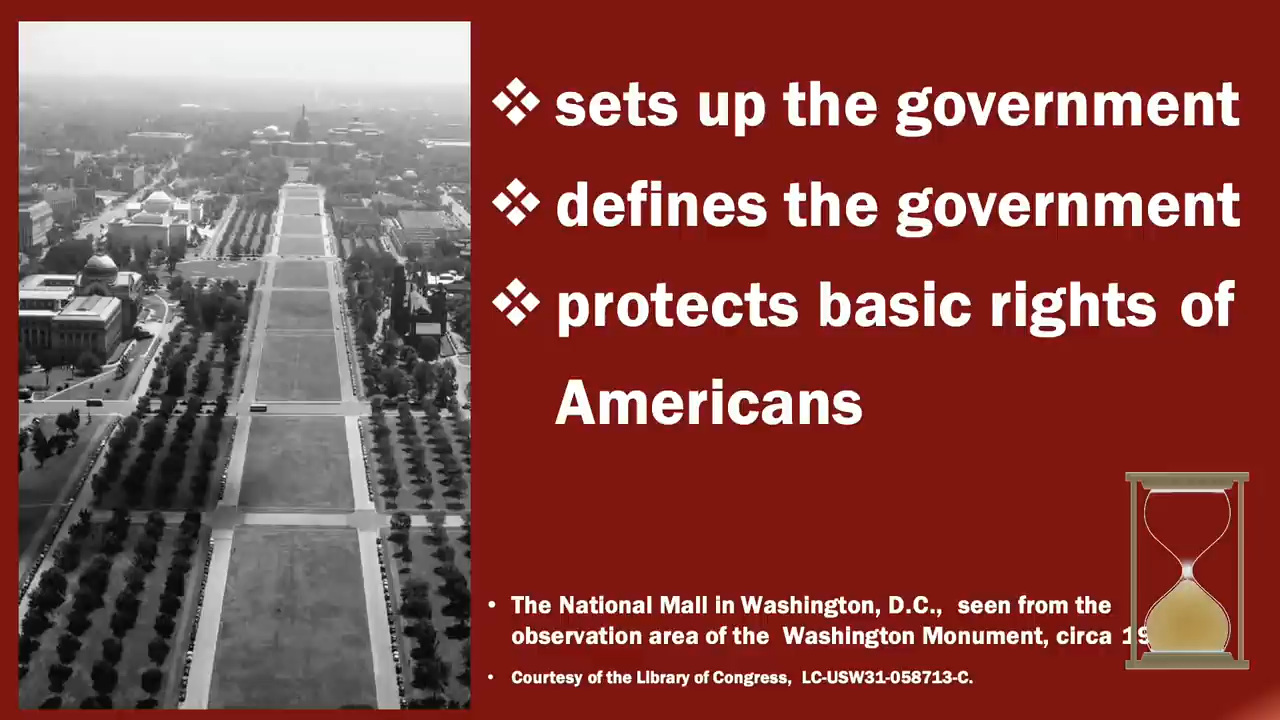 ❖ sets up the government
❖ defines the government
❖ protects basic rights of
Americans
• The National Mall in Washington, D.C., seen from the
observation area of the Washington Monument, circa
• Courtesy of the Library of Congress, LC-USW31-058713-C.